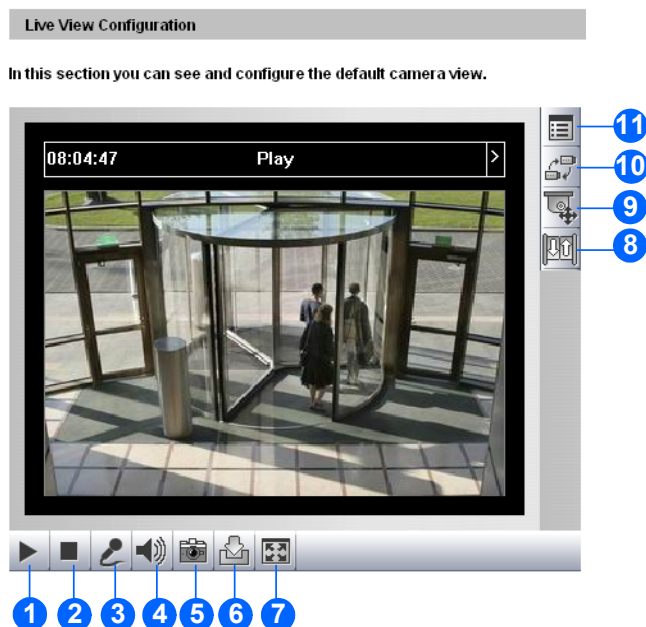 Live View Configuration
In this section you can see and configure the default camera view.
08:04:47 Play >
11
10
9
8
1 2 3 4 5 6 7